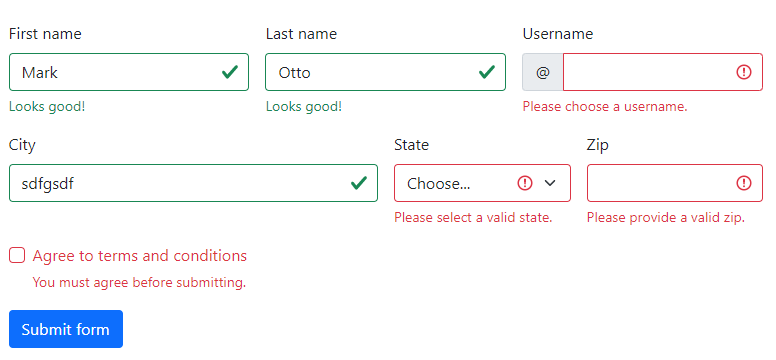 First name Last name Username
Mark Otto @
Looks good! Looks good! Please choose a username.
City State Zip
sdfgsdf Choose...
Please select a valid state. Please provide a valid zip.
Agree to terms and conditions
You must agree before submitting.
Submit form